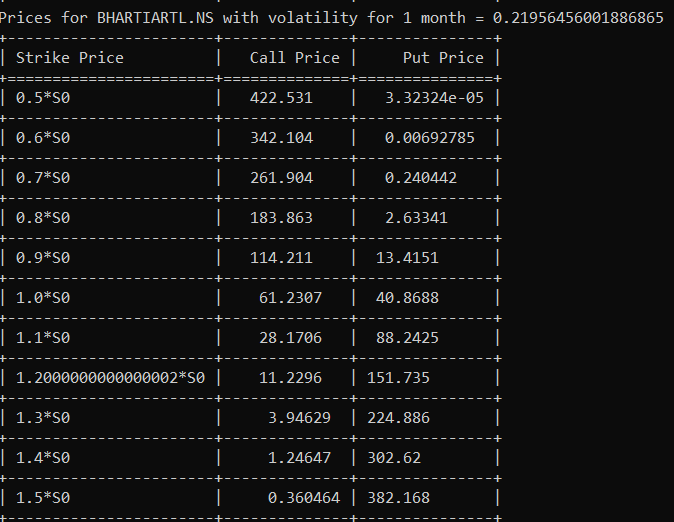 Prices for BHARTIARTL.NS with volatility for 1 month = 0.21956456001886865
Strike Price | Call Price | Put Price
0.5*S0 | 422.531 | 3.32324e-05
0.6*S0 | 342.104 | 0.00692785
0.7*S0 | 261.904 | 0.240442
0.8*S0 | 183.863 | 2.63341
0.9*S0 | 114.211 | 13.4151
1.0*S0 | 61.2307 | 40.8688
1.1*S0 | 28.1706 | 88.2425
1.2000000000000002*S0 | 11.2296 | 151.735
1.3*S0 | 3.94629 | 224.886
1.4*S0 | 1.24647 | 302.62
1.5*S0 | 0.360464 | 382.168